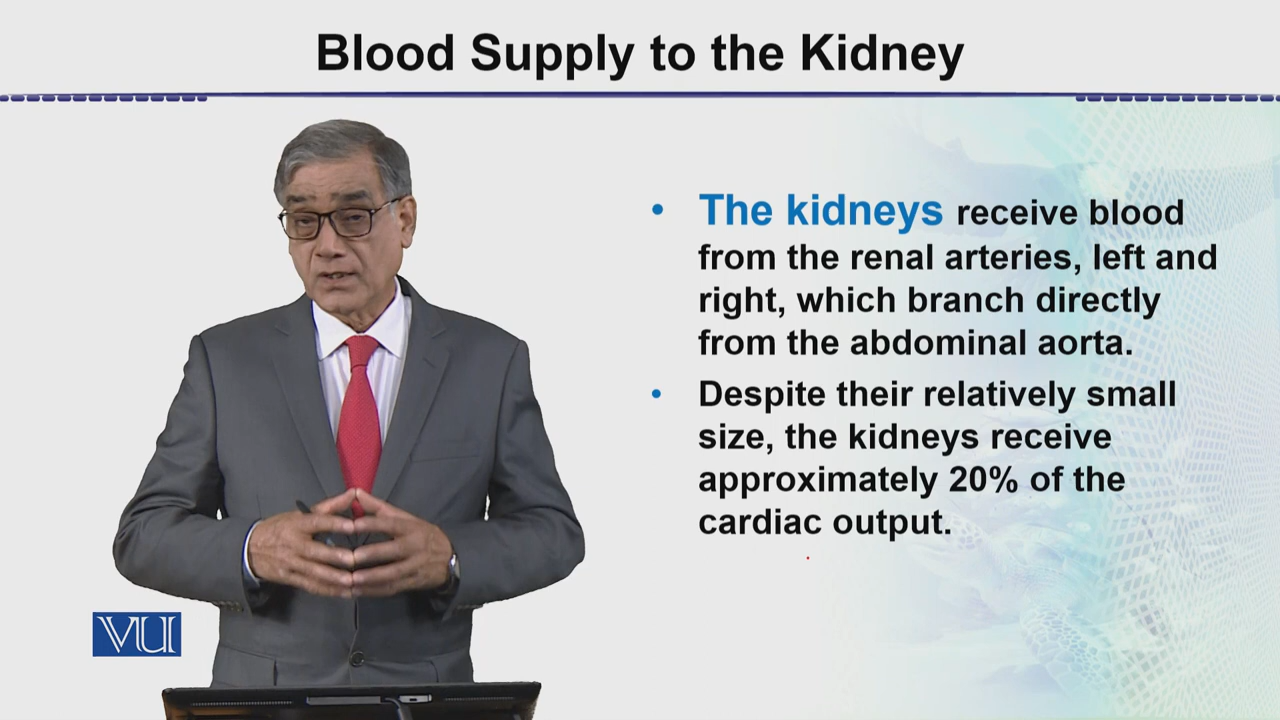 Blood Supply to the Kidney
• The kidneys receive blood
from the renal arteries, left and
right, which branch directly
from the abdominal aorta.
• Despite their relatively small
size, the kidneys receive
approximately 20% of the
cardiac output.
VU